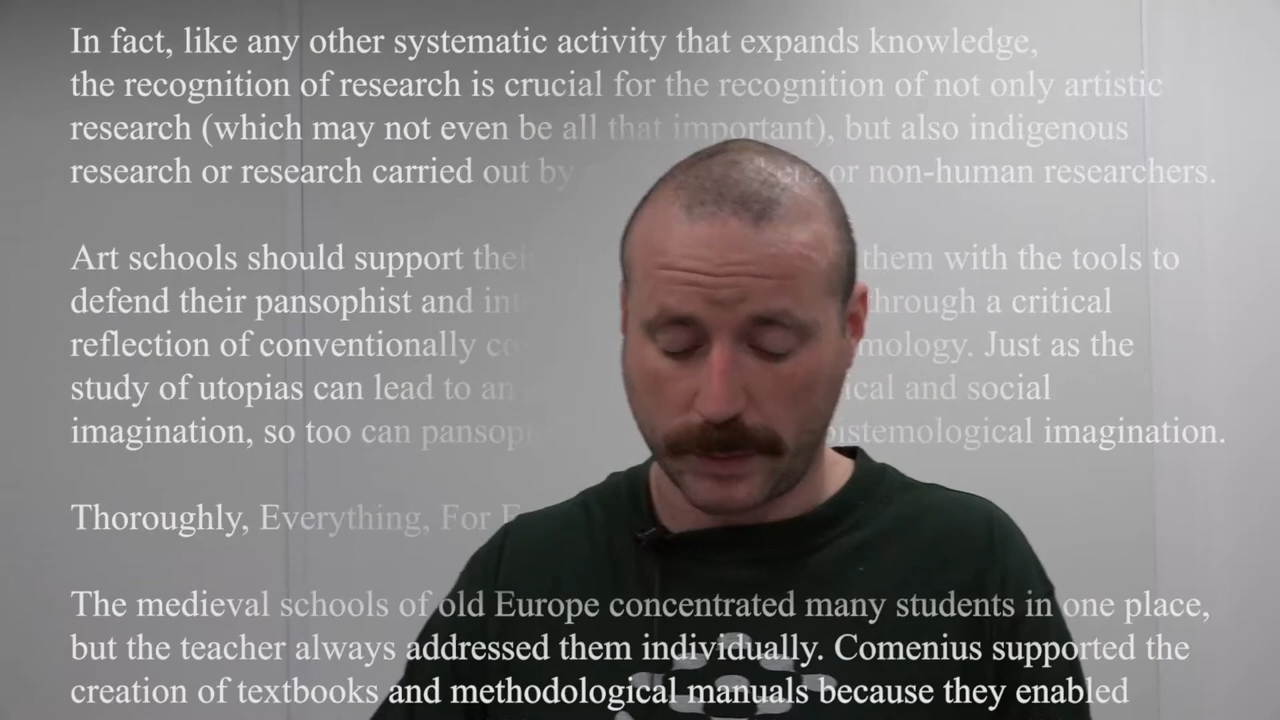 In fact, like any other systematic activity that expands knowledge,
the recognition of research is crucial for the recognition of not only artistic
research (which may not even be all that important), but also indigenous
research or research carried out by or non-human researchers.
Art schools should support their them with the tools to
defend their pansophist and through a critical
reflection of conventionally Just as the
study of utopias can lead to an and social
imagination, so too can imagination.
Thoroughly, Everything, For
The medieval schools of old Europe concentrated many students in one place,
but the teacher always addressed them individually. Comenius supported the
creation of textbooks and methodological manuals because they enabled